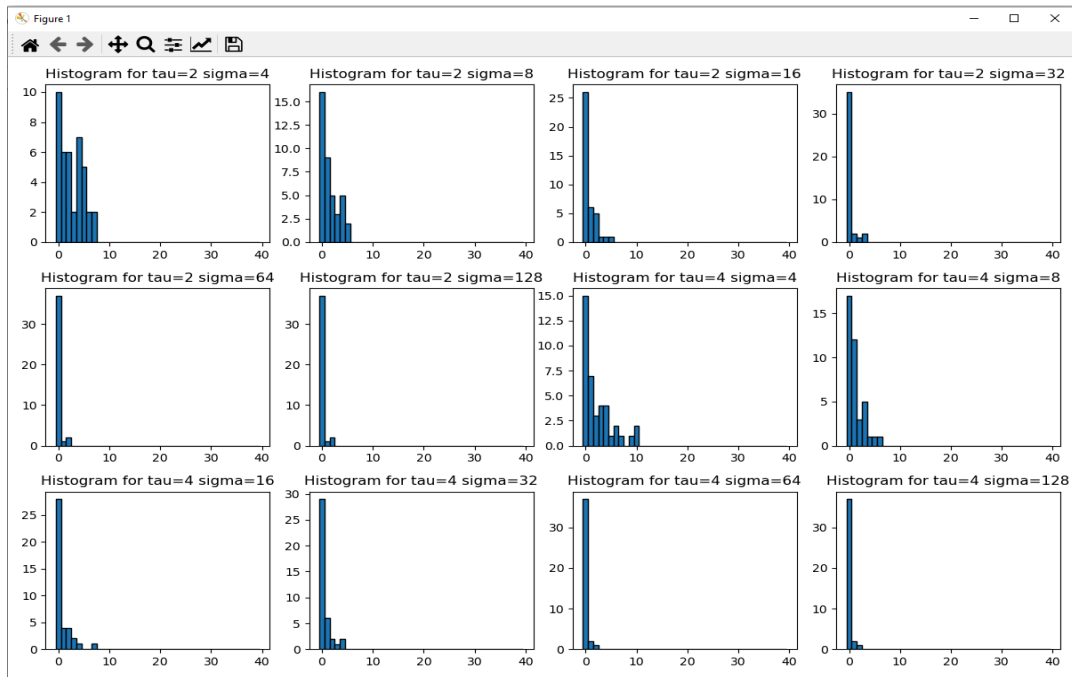 Figure 1
Histogram for tau=2 sigma=4
Histogram for tau=2 sigma=8
Histogram for tau=2 sigma=16
Histogram for tau=2 sigma=32
10
8
6
4
2
0
0 10 20 30 40
15.0
12.5
10.0
7.5
5.0
2.5
0.0
0 10 20 30 40
25
20
15
10
5
0
0 10 20 30 40
30
20
10
0
0 10 20 30 40
Histogram for tau=2 sigma=64
Histogram for tau=2 sigma=128
Histogram for tau=4 sigma=4
Histogram for tau=4 sigma=8
30
20
10
0
0 10 20 30 40
30
20
10
0
0 10 20 30 40
15.0
12.5
10.0
7.5
5.0
2.5
0.0
0 10 20 30 40
15
10
5
0
0 10 20 30 40
Histogram for tau=4 sigma=16
Histogram for tau=4 sigma=32
Histogram for tau=4 sigma=64
Histogram for tau=4 sigma=128
25
20
15
10
5
0
0 10 20 30 40
30
25
20
15
10
5
0
0 10 20 30 40
30
20
10
0
0 10 20 30 40
30
20
10
0
0 10 20 30 40